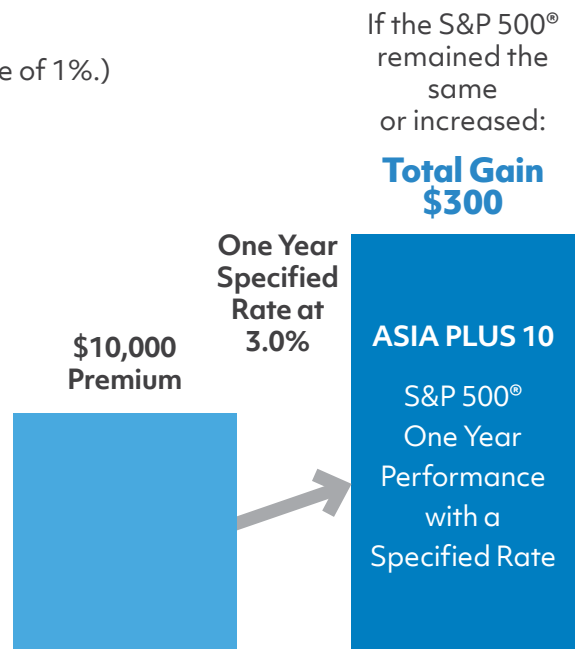 e of 1%.)
If the S&P 500®
remained the
same
or increased:
Total Gain
$300
One Year
Specified
Rate at
3.0%
$10,000
Premium
ASIA PLUS 10
S&P 500®
One Year
Performance
with a
Specified Rate